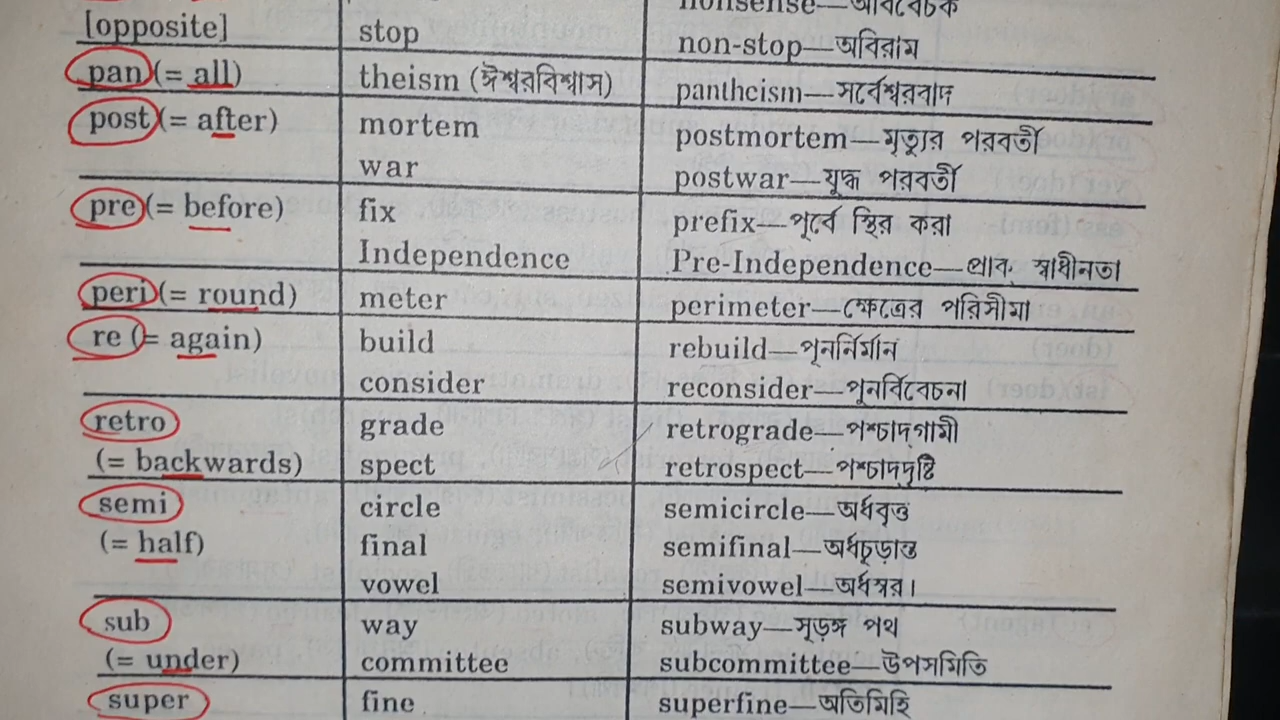 nonsense—অবিবেচক
[opposite] stop non-stop—অবিরাম
pan (= all) theism (ঈশ্বরবিশ্বাস) pantheism—সর্বেশ্বরবাদ
post (= after) mortem postmortem—মৃত্যুর পরবর্তী
war postwar—যুদ্ধ পরবর্তী
pre (= before) fix prefix—পূর্বে স্থির করা
Independence Pre-Independence—প্রাক্ স্বাধীনতা
peri (= round) meter perimeter—ক্ষেত্রের পরিসীমা
re (= again) build rebuild—পূনর্নির্মান
consider reconsider—পুনর্বিবেচনা
retro grade retrograde—পশ্চাদ্গামী
(= backwards) spect retrospect—পশ্চাদ্দৃষ্টি
semi circle semicircle—অর্ধবৃত্ত
(= half) final semifinal—অর্ধচূড়ান্ত
vowel semivowel—অর্ধস্বর।
sub way subway—সূড়ঙ্গ পথ
(= under) committee subcommittee—উপসমিতি
super fine superfine—অতিমিহি